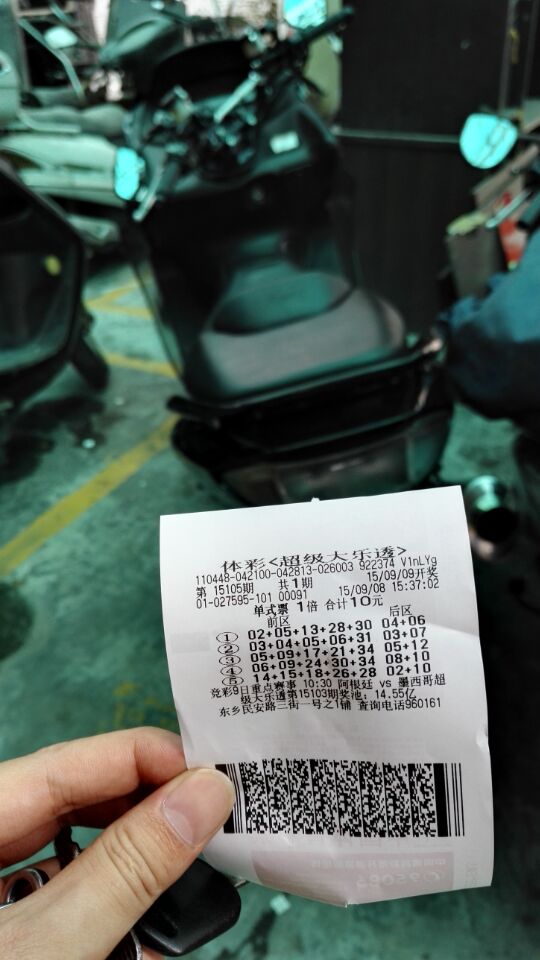 体彩<超级大乐透>
110448-042100-042813-026003 922374 V1nLYg
第 15105期 共1期 15/09/09开奖
01-027595-101 00091 15/09/08 15:37:02
单式票 1倍 合计10元
前区 后区
① 02+05+13+28+30 04+06
② 03+04+05+06+31 03+07
③ 05+09+17+21+34 05+12
④ 06+09+24+30+34 08+10
⑤ 14+15+18+26+28 02+10
竞彩9日重点赛事 10:30 阿根廷 vs 墨西哥超
级大乐透第15103期奖池：14.55亿
东乡民安路二街一号之1铺 查询电话960161